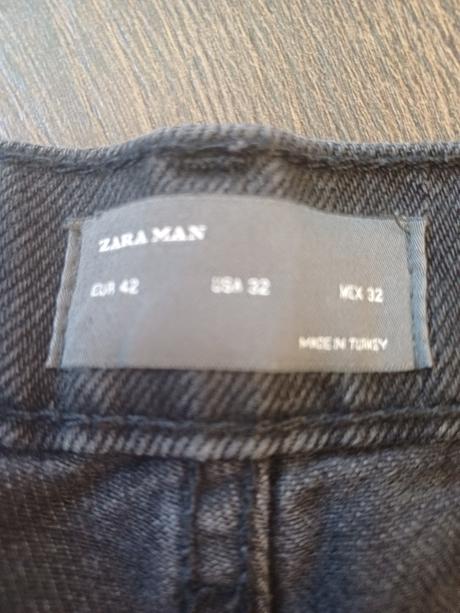 ZARA MAN
EUR 42 USA 32 MEX 32
MADE IN TURKEY